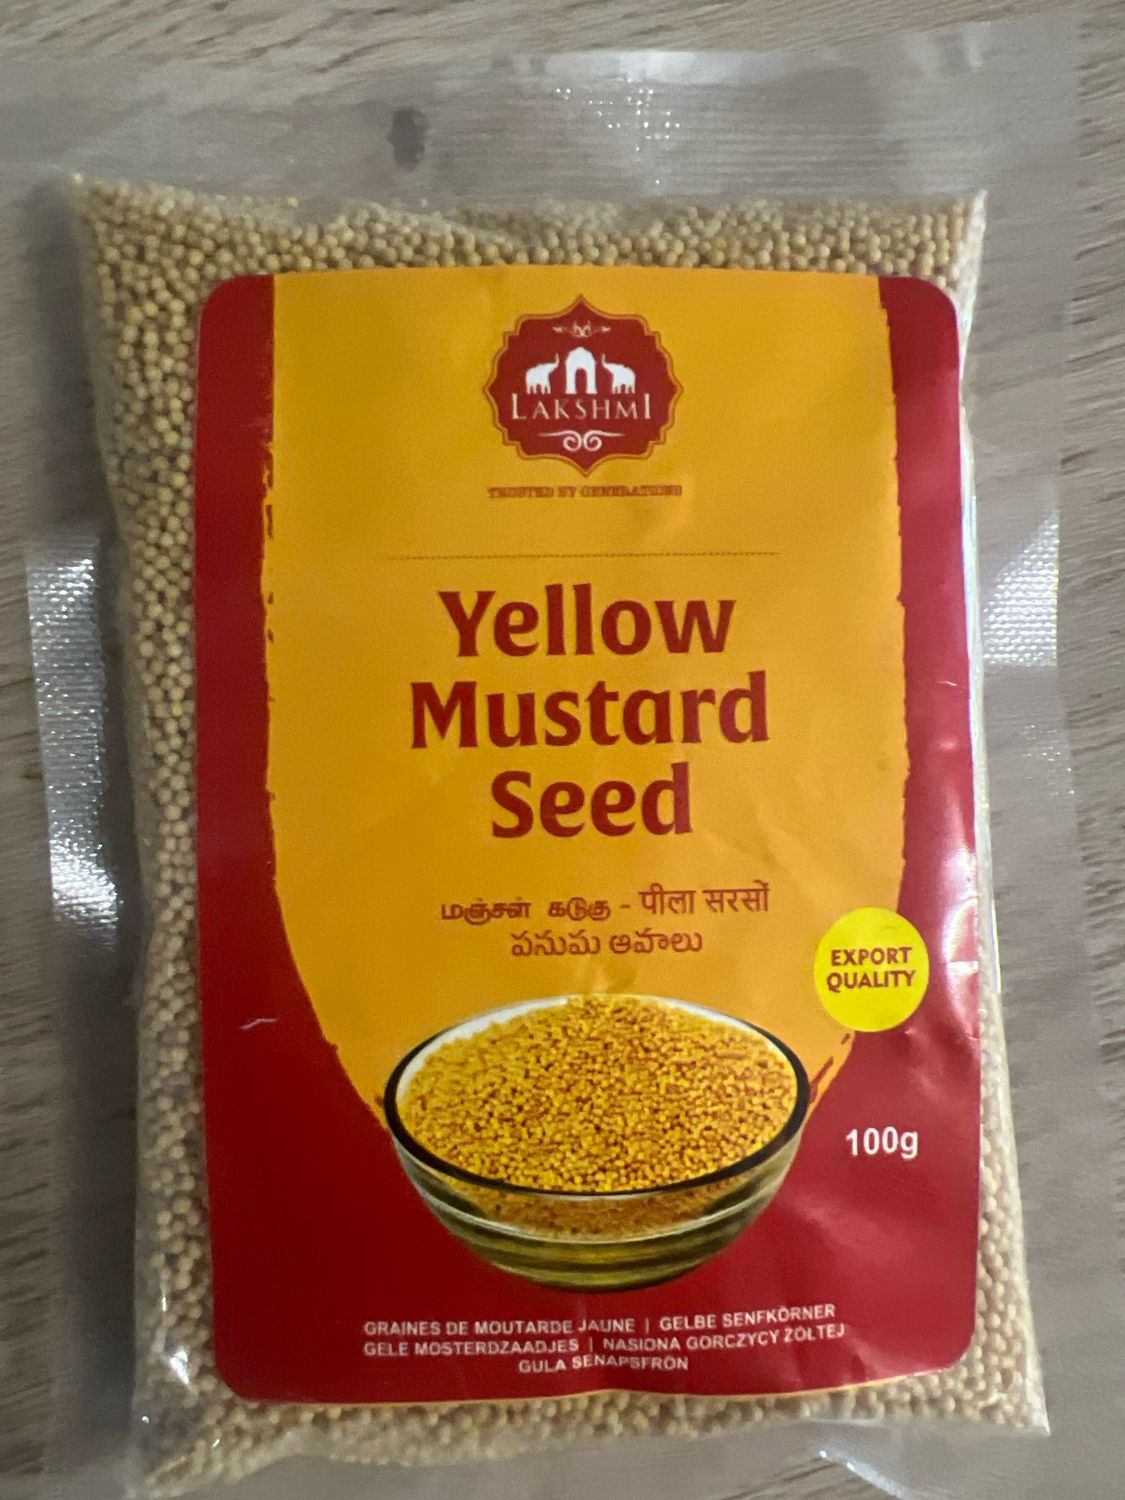 LAKSHMI
TRUSTED BY GENERATIONS
Yellow
Mustard
Seed
மஞ்சள் கடுகு - पीला सरसों
పసుపు ఆవాలు
EXPORT
QUALITY
100g
GRAINES DE MOUTARDE JAUNE | GELBE SENFKÖRNER
GELE MOSTERDZAADJES | NASIONA GORCZYCY ŻÓŁTEJ
GULA SENAPSFRÖN